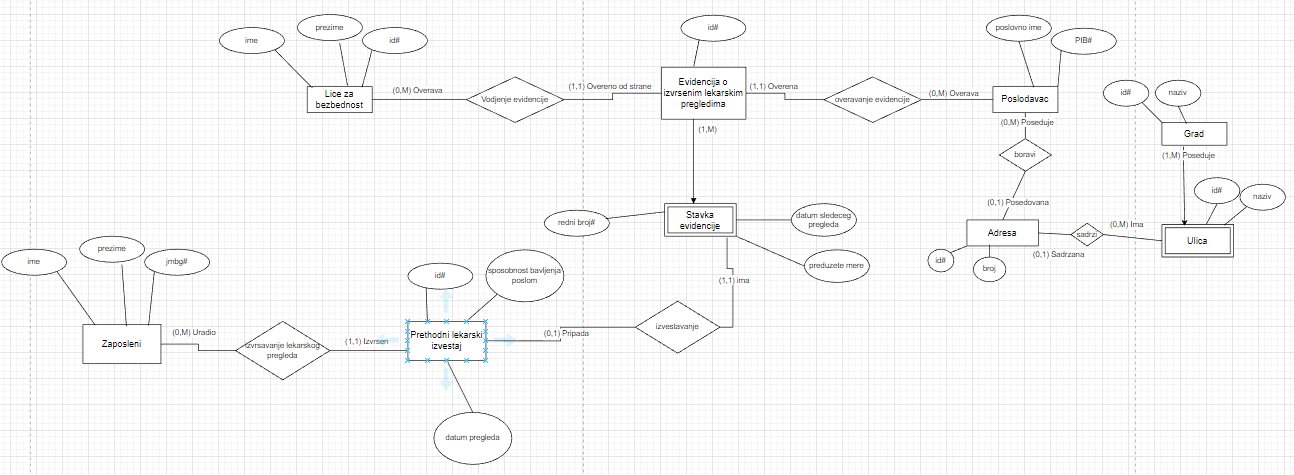 ime
prezime
id#
Lice za
bezbednost
(0,M) Overava
Vodjenje evidencije
(1,1) Overeno od strane
id#
Evidencija o
izvrsenim lekarskim
pregledima
(1,1) Overena
overavanje evidencije
(0,M) Overava
poslovno ime
PIB#
Poslodavac
(0,M) Poseduje
boravi
(0,1) Posedovana
id#
naziv
Grad
(1,M) Poseduje
id#
naziv
Ulica
(0,M) Ima
sadrzi
(0,1) Sadrzana
Adresa
id#
broj
(1,M)
redni broj#
Stavka
evidencije
datum sledeceg
pregleda
preduzete mere
(1,1) ima
izvestavanje
(0,1) Pripada
ime
prezime
jmbg#
Zaposleni
(0,M) Uradio
izvrsavanje lekarskog
pregleda
(1,1) Izvrsen
id#
sposobnost bavljenja
poslom
Prethodni lekarski
izvestaj
datum pregleda